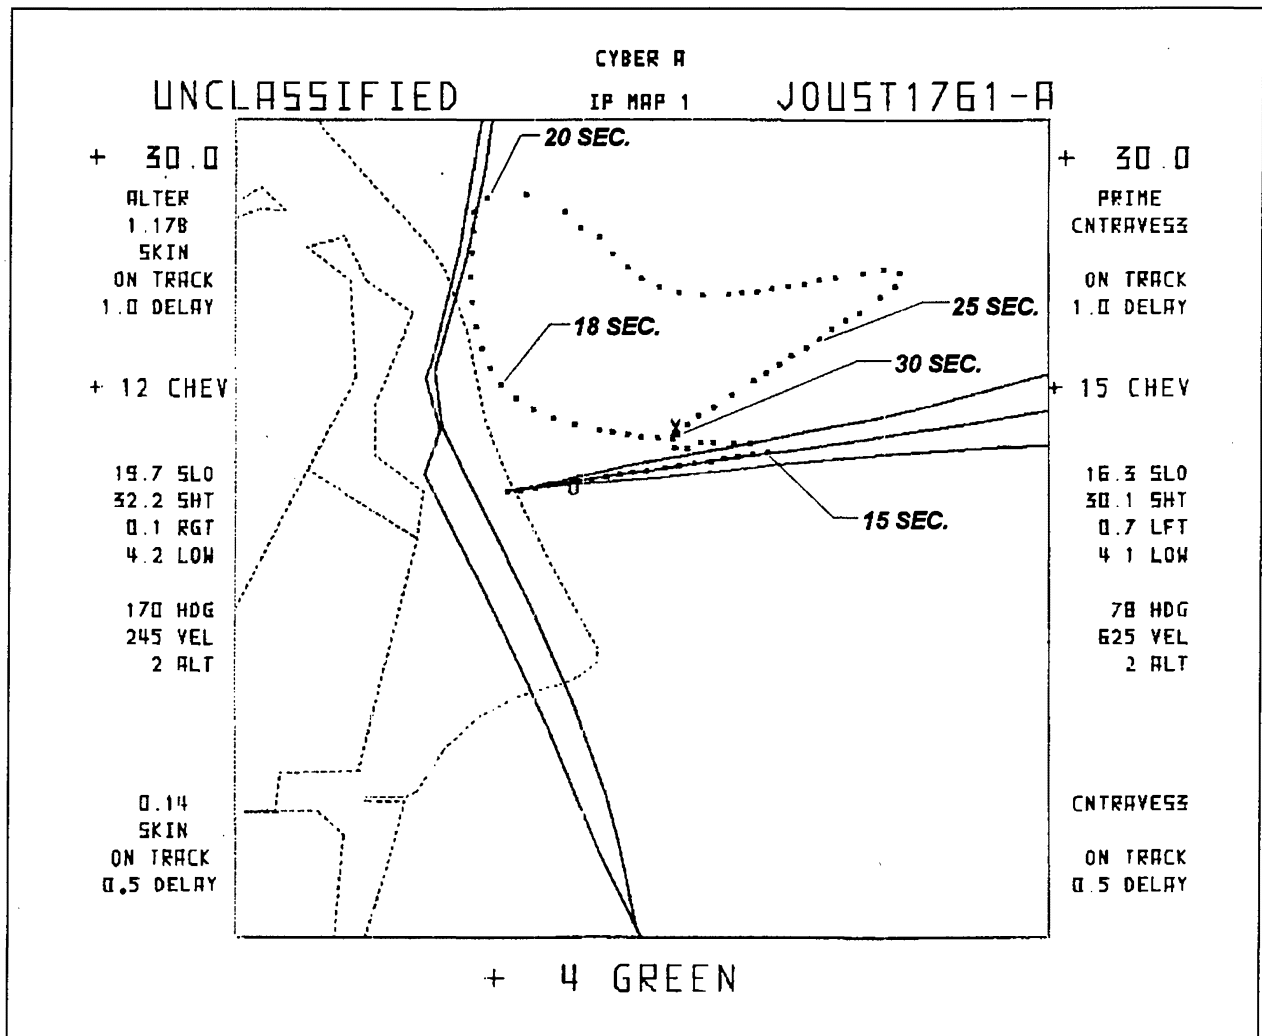 CYBER A
UNCLASSIFIED
IP MAP 1
JOUST1761-A
+ 30.0
ALTER
1.17B
SKIN
ON TRACK
1.0 DELAY
+ 12 CHEV
19.7 SLO
32.2 SHT
0.1 RGT
4.2 LOW
170 HDG
245 VEL
2 ALT
0.14
SKIN
ON TRACK
0.5 DELAY
20 SEC.
18 SEC.
25 SEC.
30 SEC.
15 SEC.
+ 30.0
PRIME
CNTRAVES3
ON TRACK
1.0 DELAY
+ 15 CHEV
16.3 SLO
30.1 SHT
0.7 LFT
4 1 LOW
78 HDG
625 VEL
2 ALT
CNTRAVES3
ON TRACK
0.5 DELAY
+ 4 GREEN